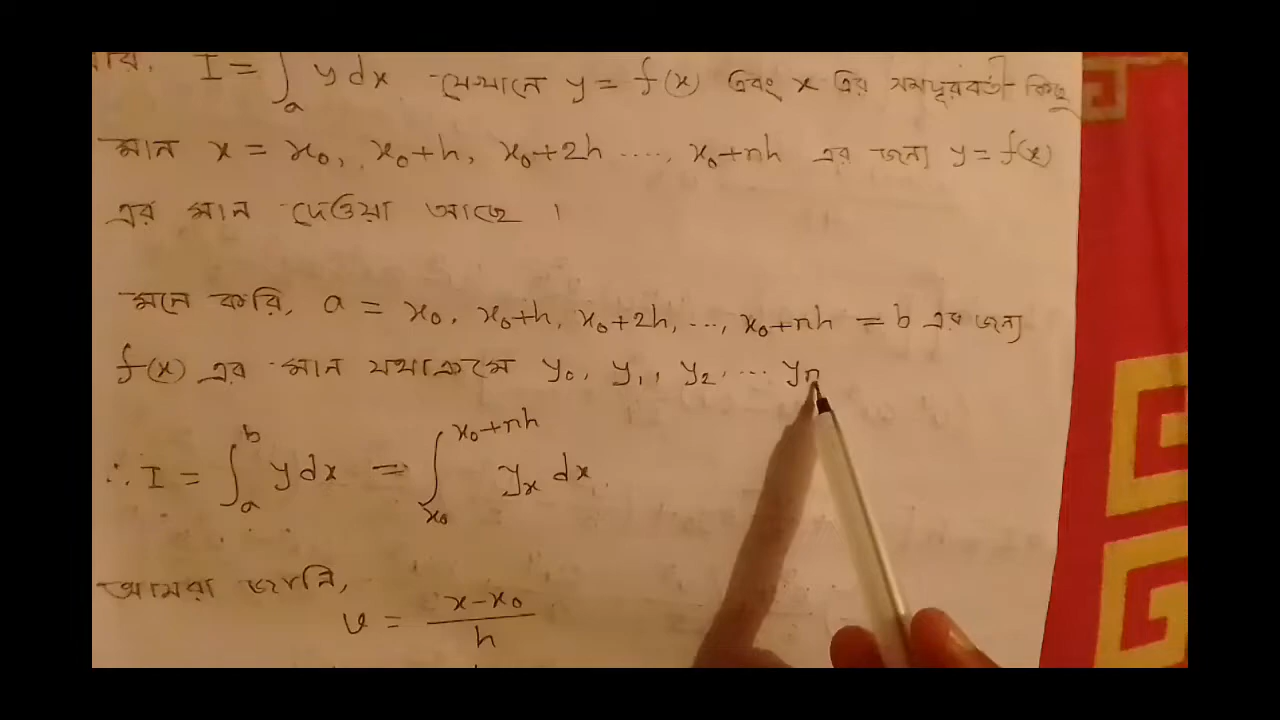 I = ∫ₐ y dx যেখানে y = f(x) এবং x এর সমদূরবর্তী কিছু
মান x = x₀, x₀+h, x₀+2h ...., x₀+nh এর জন্য y = f(x)
এর মান দেওয়া আছে ।
মনে করি, a = x₀, x₀+h, x₀+2h, ..., x₀+nh = b এর জন্য
f(x) এর মান যথাক্রমে y₀, y₁, y₂, ... yₙ
∴ I = ∫ₐᵇ y dx = ∫_{x₀}^{x₀+nh} yₓ dx.
আমরা জানি,
u = (x-x₀)/h